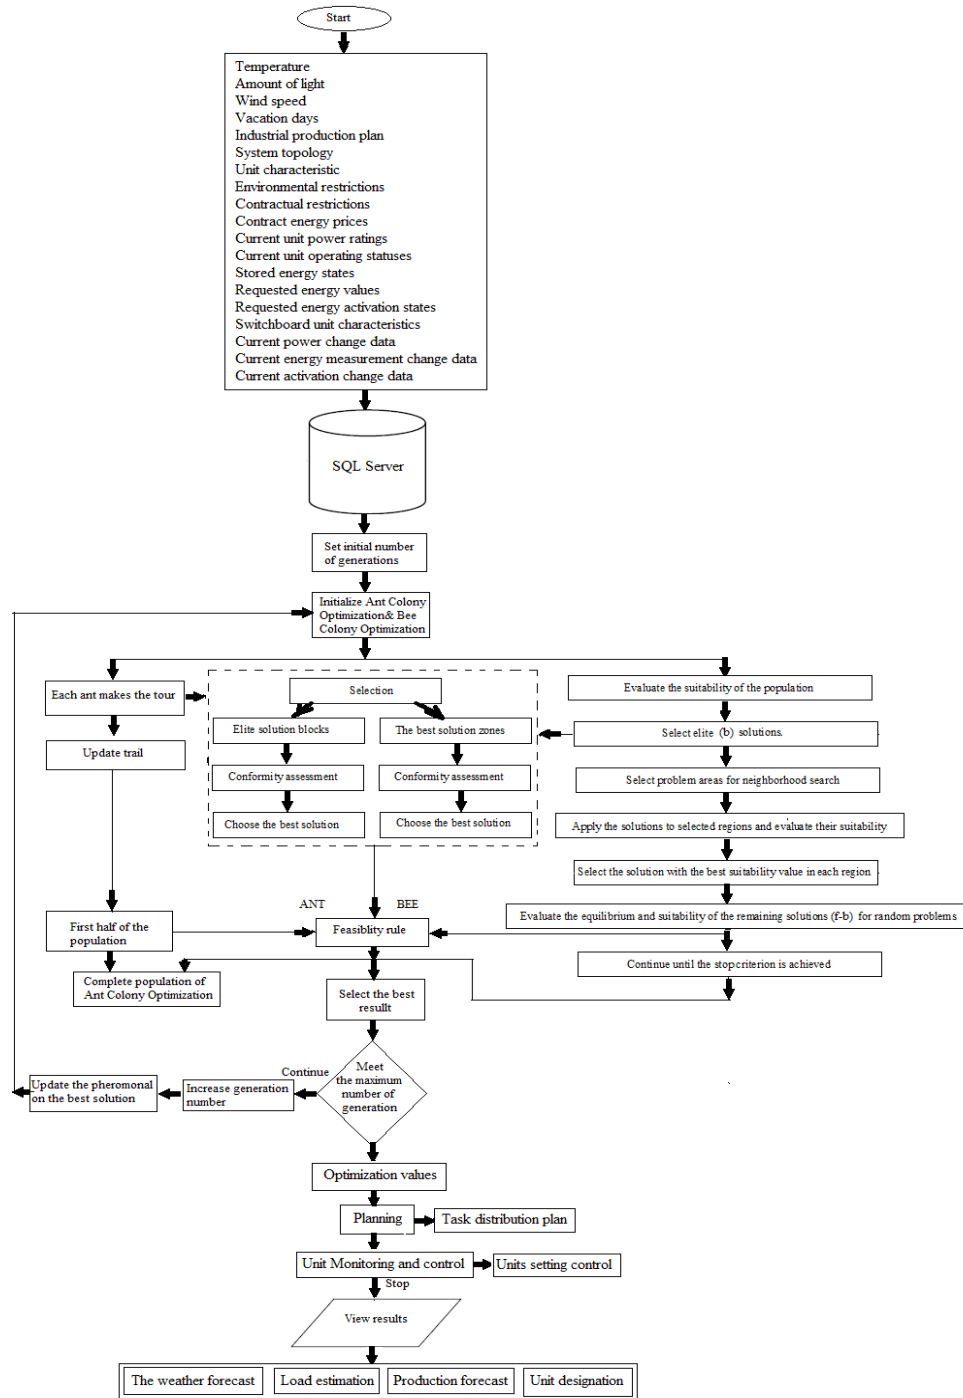 Start
Temperature
Amount of light
Wind speed
Vacation days
Industrial production plan
System topology
Unit characteristic
Environmental restrictions
Contractual restrictions
Contract energy prices
Current unit power ratings
Current unit operating statuses
Stored energy states
Requested energy values
Requested energy activation states
Switchboard unit characteristics
Current power change data
Current energy measurement change data
Current activation change data
SQL Server
Set initial number
of generations
Initialize Ant Colony
Optimization& Bee
Colony Optimization
Each ant makes the tour
Update trail
First half of the
population
Complete population of
Ant Colony Optimization
Selection
Elite solution blocks
Conformity assessment
Choose the best solution
The best solution zones
Conformity assessment
Choose the best solution
Evaluate the suitability of the population
Select elite (b) solutions.
Select problem areas for neighborhood search
Apply the solutions to selected regions and evaluate their suitability
Select the solution with the best suitability value in each region
Evaluate the equilibrium and suitability of the remaining solutions (f-b) for random problems
Continue until the stop criterion is achieved
ANT
BEE
Feasiblity rule
Select the best
resullt
Meet
the maximum
number of
generation
Continue
Increase generation
number
Update the pheromonal
on the best solution
Optimization values
Planning
Task distribution plan
Unit Monitoring and control
Units setting control
Stop
View results
The weather forecast
Load estimation
Production forecast
Unit designation